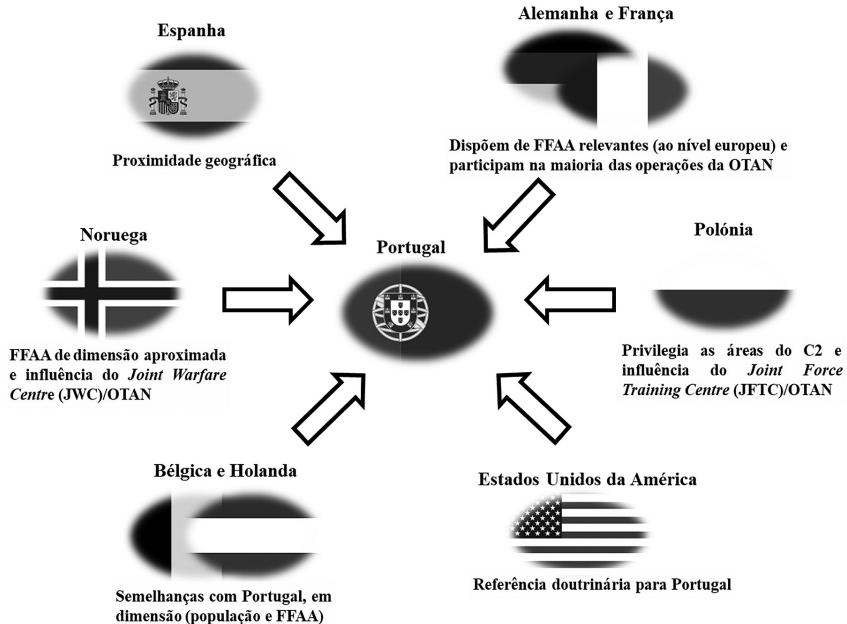 Espanha
Proximidade geográfica
Alemanha e França
Dispõem de FFAA relevantes (ao nível europeu) e
participam na maioria das operações da OTAN
Noruega
FFAA de dimensão aproximada
e influência do Joint Warfare
Centre (JWC)/OTAN
Portugal
Polónia
Privilegia as áreas do C2 e
influência do Joint Force
Training Centre (JFTC)/OTAN
Bélgica e Holanda
Semelhanças com Portugal, em
dimensão (população e FFAA)
Estados Unidos da América
Referência doutrinária para Portugal